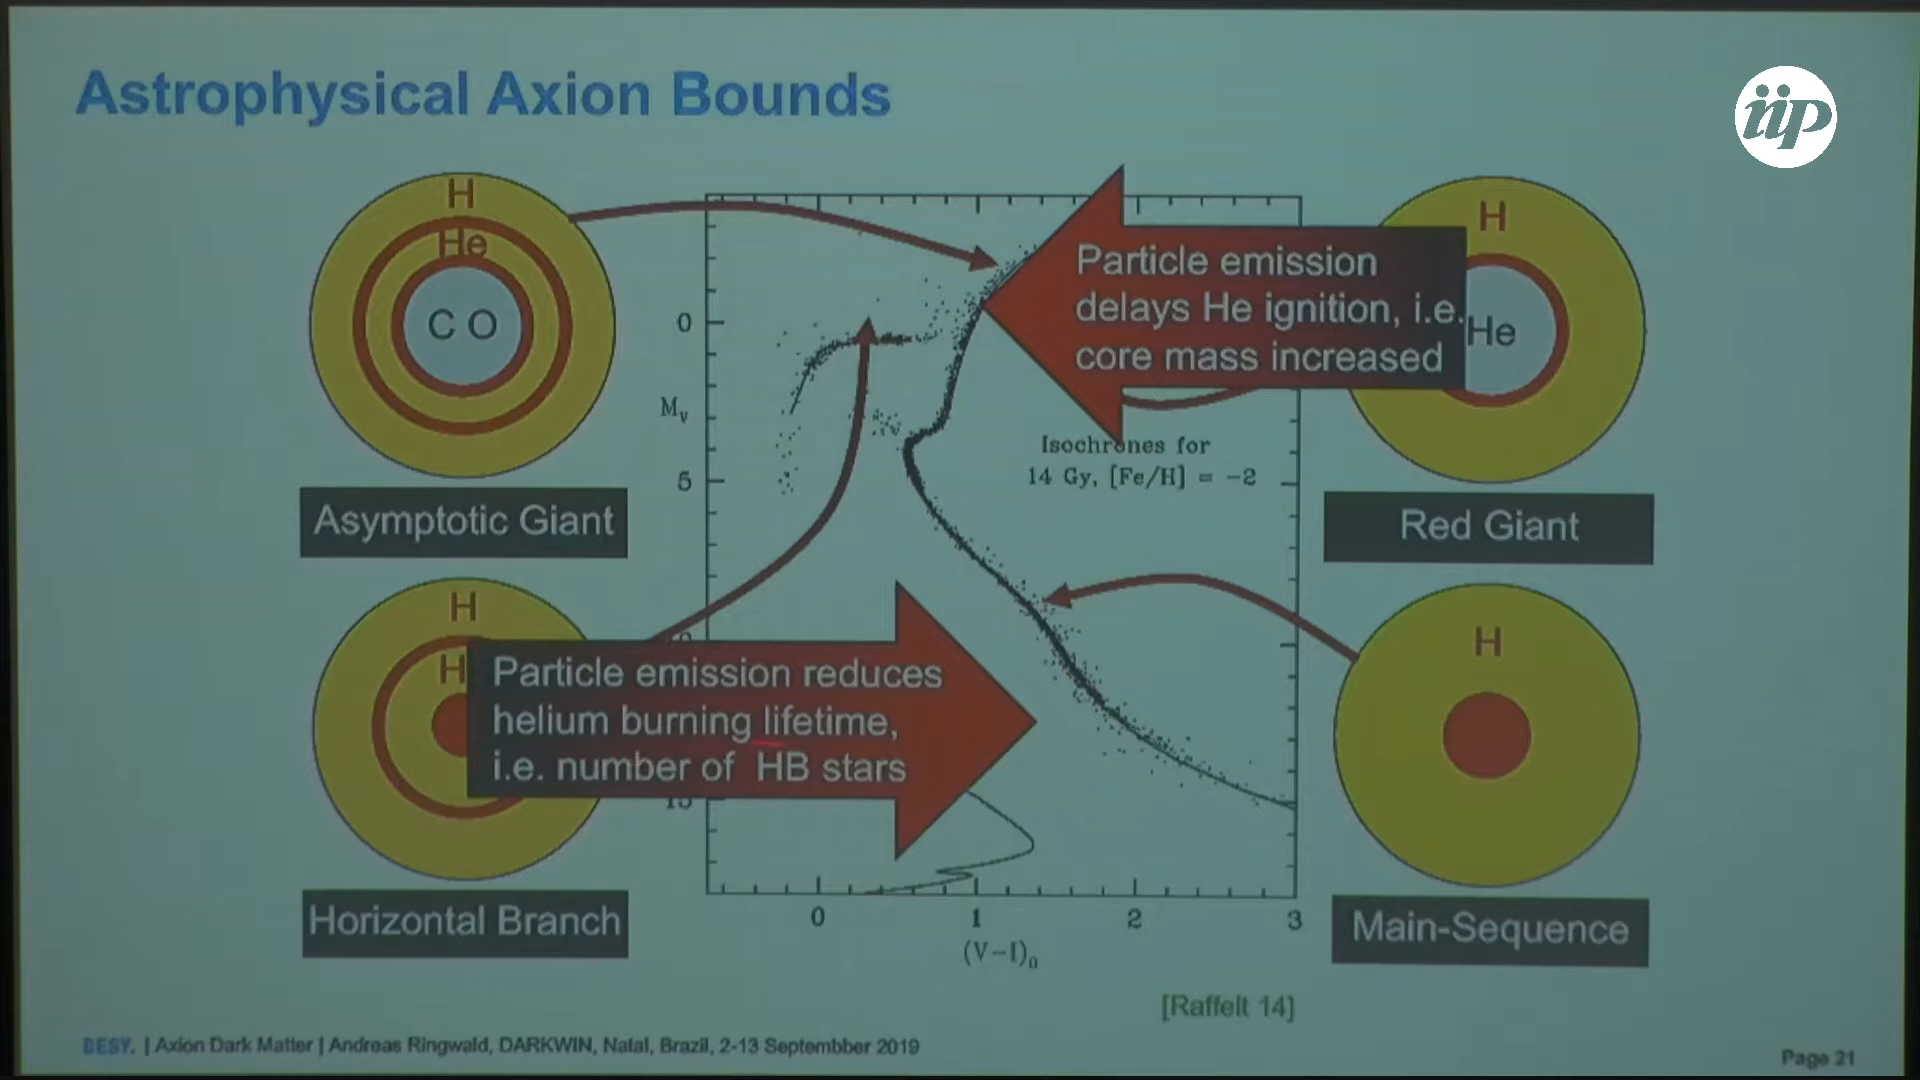 Astrophysical Axion Bounds
iip
H
He
C O
Asymptotic Giant
H
H
Horizontal Branch
Particle emission
delays He ignition, i.e.
core mass increased
H
He
Red Giant
H
Main-Sequence
Particle emission reduces
helium burning lifetime,
i.e. number of HB stars
Isochrones for
14 Gy, [Fe/H] = -2
0
M_v
5
15
0 1 2 3
(V-I)₀
[Raffelt 14]
DESY. | Axion Dark Matter | Andreas Ringwald, DARKWIN, Natal, Brazil, 2-13 Septembber 2019
Page 21